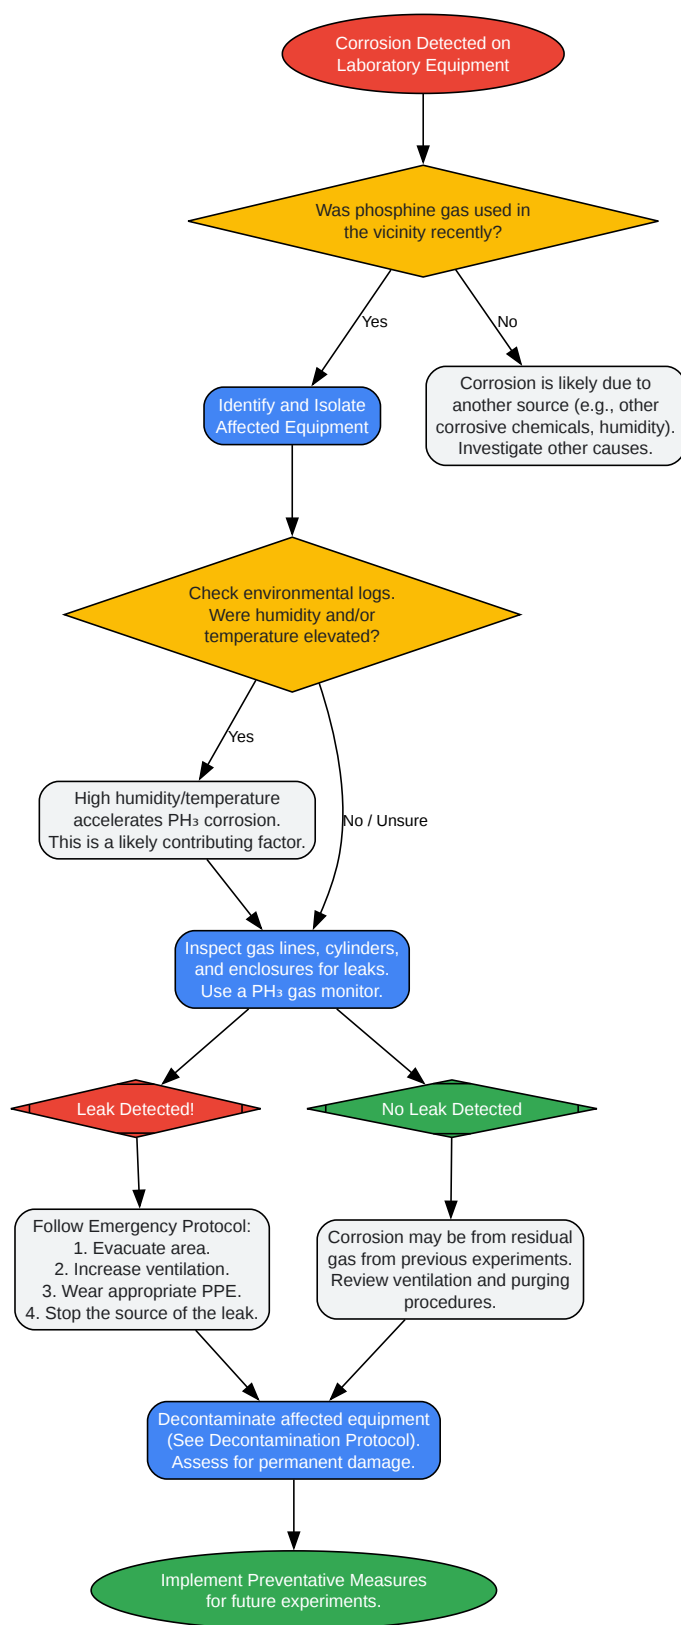 Corrosion Detected on
Laboratory Equipment
Was phosphine gas used in
the vicinity recently?
Yes
No
Identify and Isolate
Affected Equipment
Corrosion is likely due to
another source (e.g., other
corrosive chemicals, humidity).
Investigate other causes.
Check environmental logs.
Were humidity and/or
temperature elevated?
Yes
No / Unsure
High humidity/temperature
accelerates PH₃ corrosion.
This is a likely contributing factor.
Inspect gas lines, cylinders,
and enclosures for leaks.
Use a PH₃ gas monitor.
Leak Detected!
No Leak Detected
Follow Emergency Protocol:
1. Evacuate area.
2. Increase ventilation.
3. Wear appropriate PPE.
4. Stop the source of the leak.
Corrosion may be from residual
gas from previous experiments.
Review ventilation and purging
procedures.
Decontaminate affected equipment
(See Decontamination Protocol).
Assess for permanent damage.
Implement Preventative Measures
for future experiments.